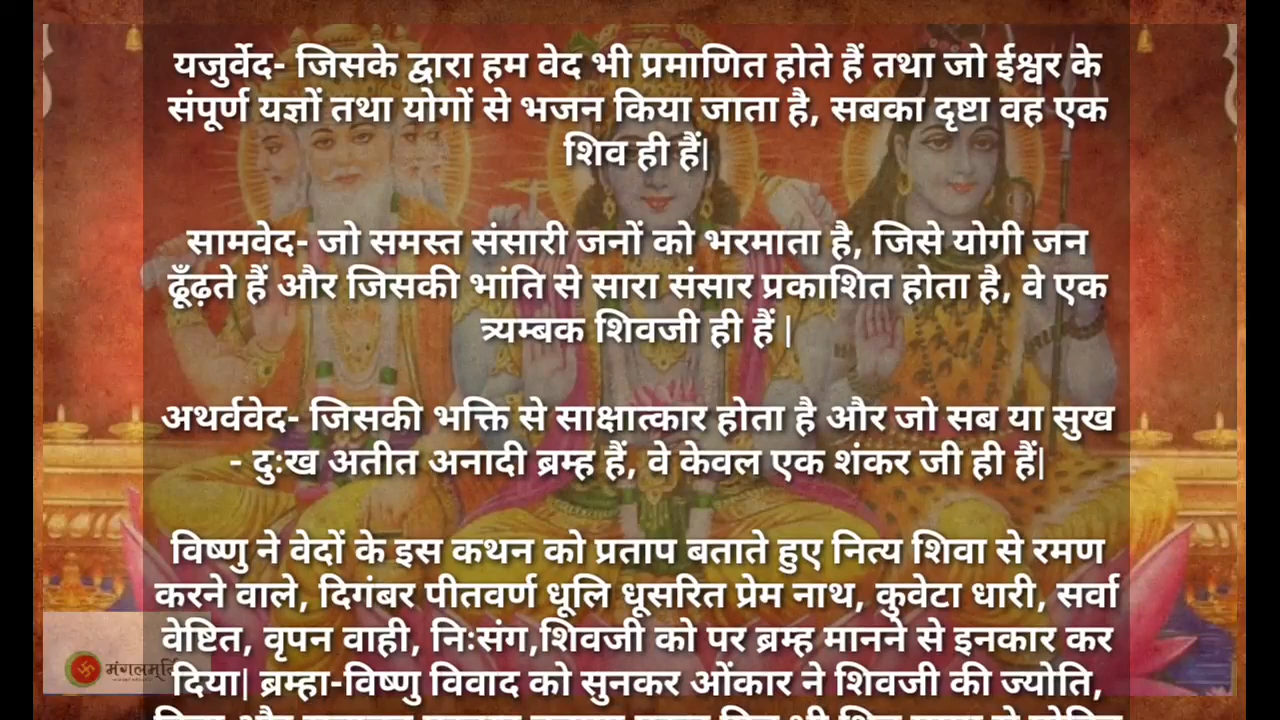 यजुर्वेद- जिसके द्वारा हम वेद भी प्रमाणित होते हैं तथा जो ईश्वर के
संपूर्ण यज्ञों तथा योगों से भजन किया जाता है, सबका दृष्टा वह एक
शिव ही हैं|
सामवेद- जो समस्त संसारी जनों को भरमाता है, जिसे योगी जन
ढूँढ़ते हैं और जिसकी भांति से सारा संसार प्रकाशित होता है, वे एक
त्र्यम्बक शिवजी ही हैं |
अथर्ववेद- जिसकी भक्ति से साक्षात्कार होता है और जो सब या सुख
- दुःख अतीत अनादी ब्रम्ह हैं, वे केवल एक शंकर जी ही हैं|
विष्णु ने वेदों के इस कथन को प्रताप बताते हुए नित्य शिवा से रमण
करने वाले, दिगंबर पीतवर्ण धूलि धूसरित प्रेम नाथ, कुवेटा धारी, सर्वा
वेष्टित, वृपन वाही, निःसंग,शिवजी को पर ब्रम्ह मानने से इनकार कर
दिया| ब्रम्हा-विष्णु विवाद को सुनकर ओंकार ने शिवजी की ज्योति,